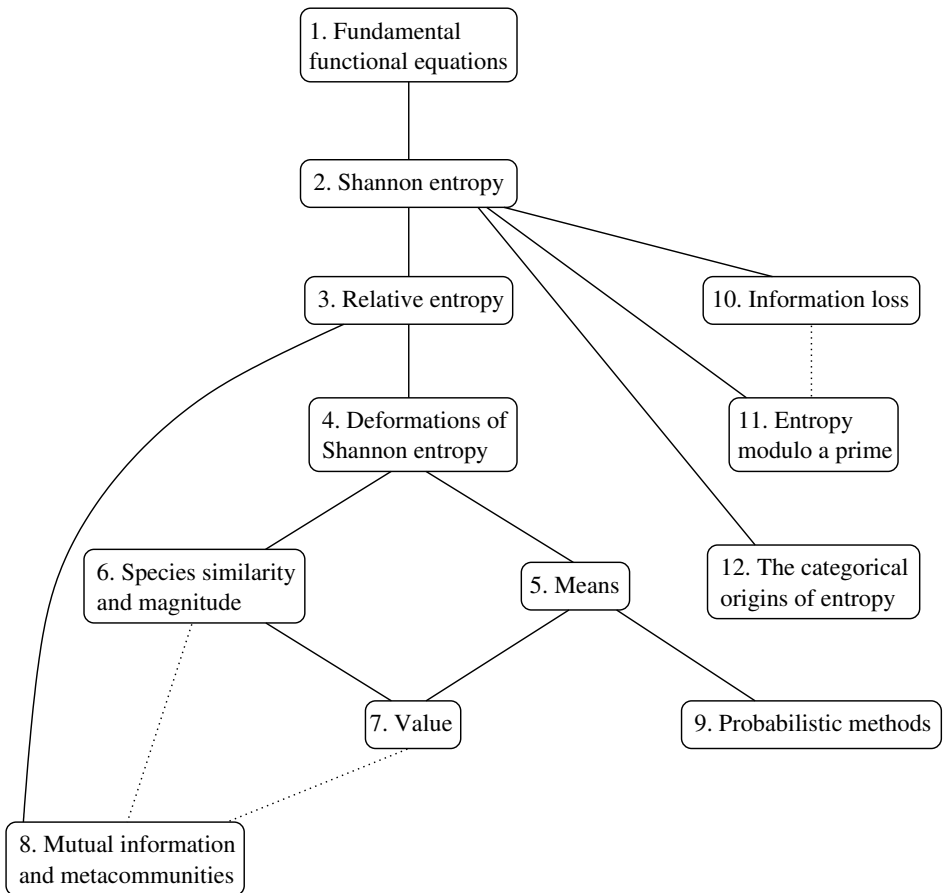 1. Fundamental
functional equations
2. Shannon entropy
3. Relative entropy
10. Information loss
4. Deformations of
Shannon entropy
11. Entropy
modulo a prime
6. Species similarity
and magnitude
5. Means
12. The categorical
origins of entropy
7. Value
9. Probabilistic methods
8. Mutual information
and metacommunities